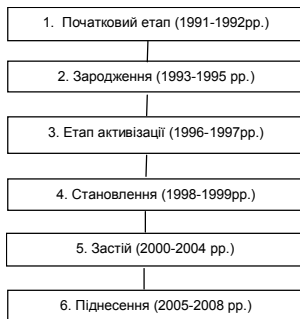 1. Початковий етап (1991-1992рр.)
2. Зародження (1993-1995 рр.)
3. Етап активізації (1996-1997рр.)
4. Становлення (1998-1999рр.)
5. Застій (2000-2004 рр.)
6. Піднесення (2005-2008 рр.)